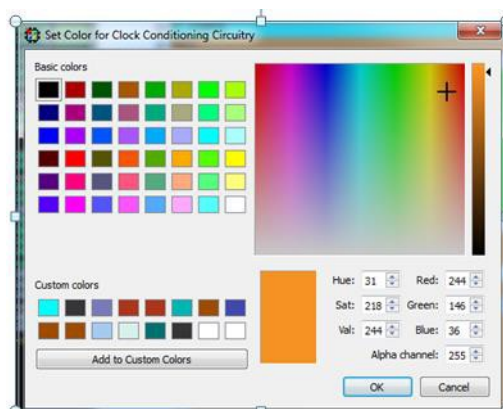 Set Color for Clock Conditioning Circuitry
Basic colors
Custom colors
Add to Custom Colors
Hue: 31 Red: 244
Sat: 218 Green: 146
Val: 244 Blue: 36
Alpha channel: 255
OK Cancel